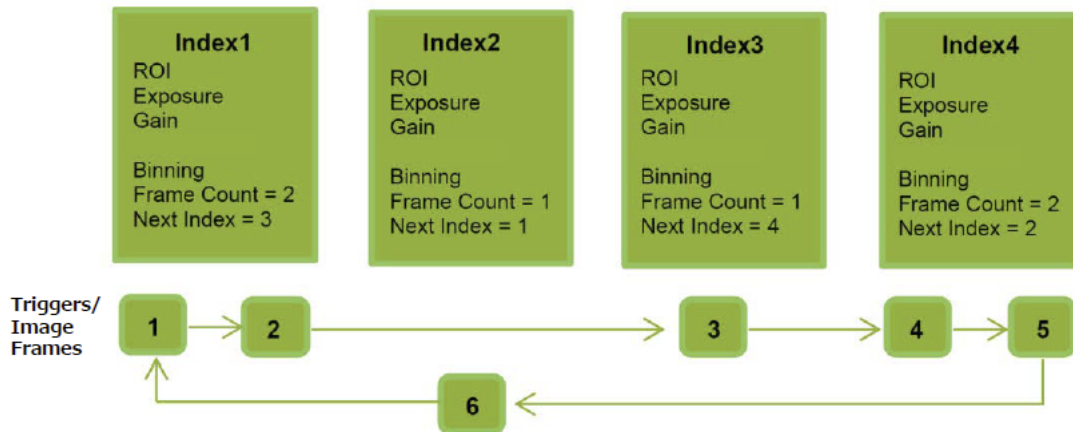 Index1
ROI
Exposure
Gain
Binning
Frame Count = 2
Next Index = 3
Index2
ROI
Exposure
Gain
Binning
Frame Count = 1
Next Index = 1
Index3
ROI
Exposure
Gain
Binning
Frame Count = 1
Next Index = 4
Index4
ROI
Exposure
Gain
Binning
Frame Count = 2
Next Index = 2
Triggers/
Image
Frames
1
2
3
4
5
6